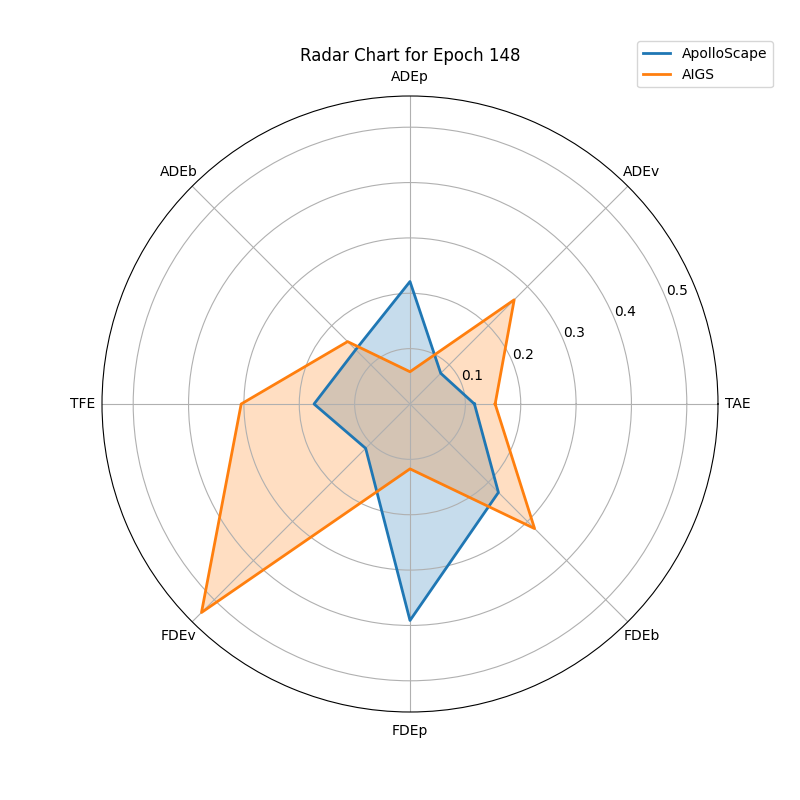 Radar Chart for Epoch 148
ApolloScape
AIGS
ADEp
ADEb
ADEv
0.5
0.4
0.3
0.2
0.1
TFE
TAE
FDEv
FDEb
FDEp